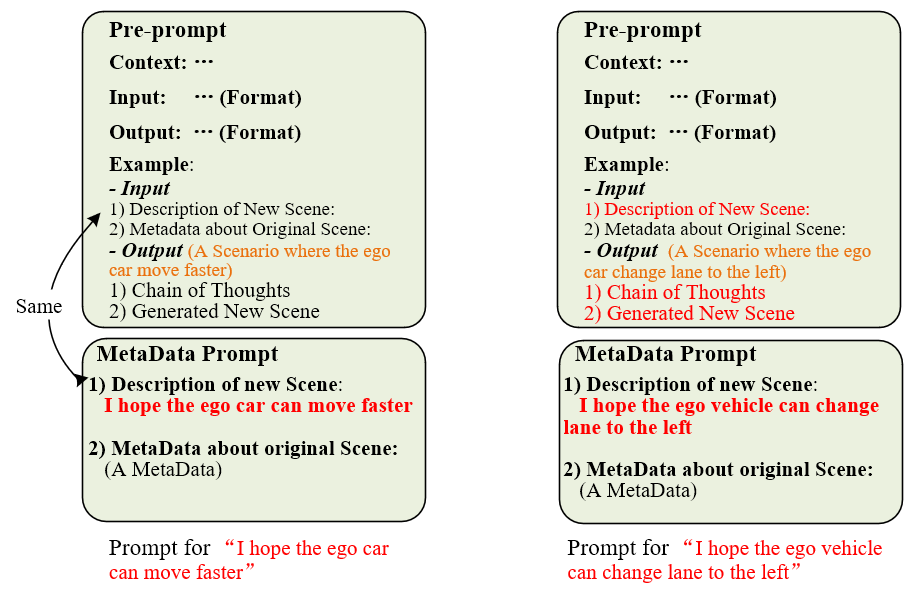 Pre-prompt
Context: ···
Input: ··· (Format)
Output: ··· (Format)
Example:
- Input
1) Description of New Scene:
2) Metadata about Original Scene:
- Output (A Scenario where the ego
car move faster)
1) Chain of Thoughts
2) Generated New Scene
Same
MetaData Prompt
1) Description of new Scene:
I hope the ego car can move faster
2) MetaData about original Scene:
(A MetaData)
Prompt for “I hope the ego car
can move faster”
Pre-prompt
Context: ···
Input: ··· (Format)
Output: ··· (Format)
Example:
- Input
1) Description of New Scene:
2) Metadata about Original Scene:
- Output (A Scenario where the ego
car change lane to the left)
1) Chain of Thoughts
2) Generated New Scene
MetaData Prompt
1) Description of new Scene:
I hope the ego vehicle can change
lane to the left
2) MetaData about original Scene:
(A MetaData)
Prompt for “I hope the ego vehicle
can change lane to the left”